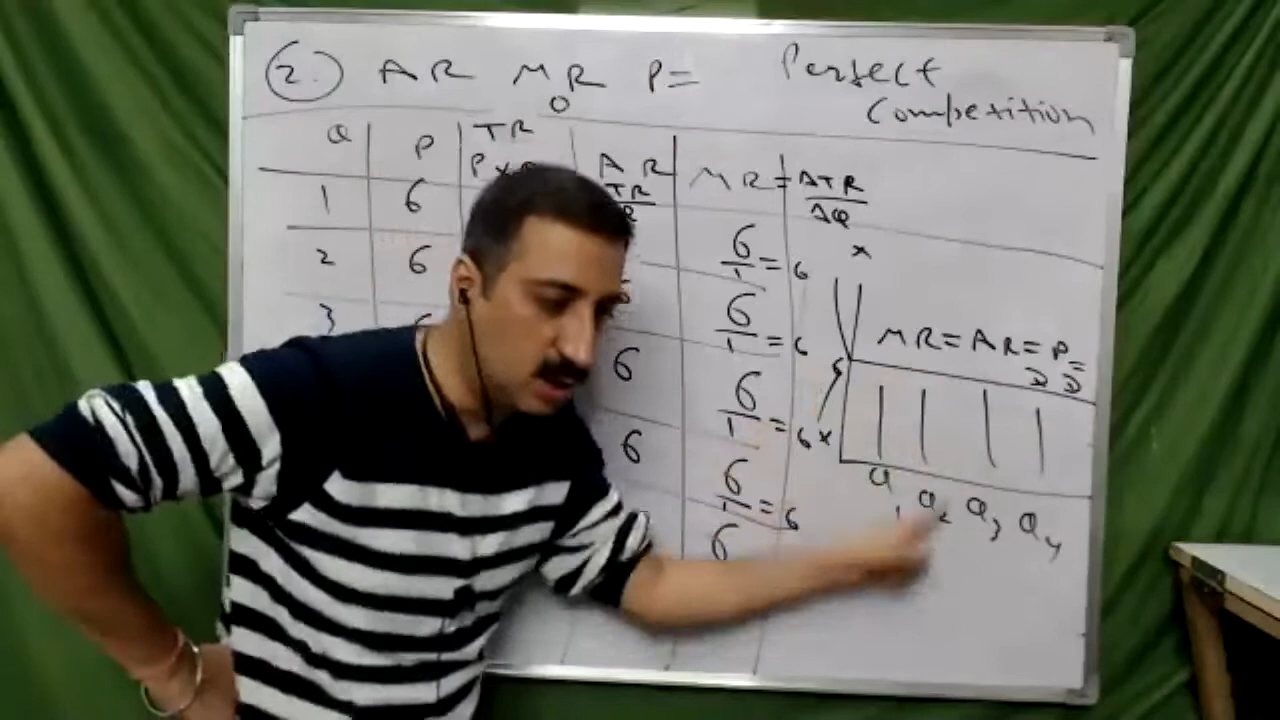 2. AR MR P= Perfect
0 Competition
Q P TR AR MR = ΔTR
P× TR ΔQ
1 6
2 6 6/1 = 6
3 6/1 = 6
6 6/1 = 6
6 6/1 = 6
6
MR = AR = P =
D D
Q1 Q2 Q3 Q4